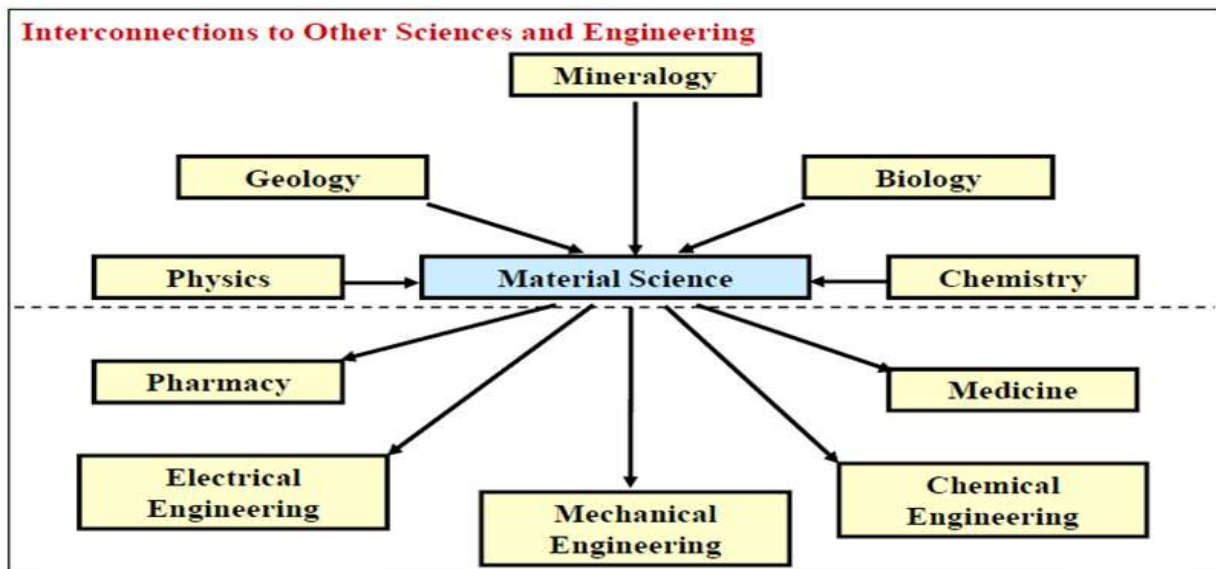 Interconnections to Other Sciences and Engineering
Mineralogy
Geology
Biology
Physics
Material Science
Chemistry
Pharmacy
Medicine
Electrical
Engineering
Mechanical
Engineering
Chemical
Engineering